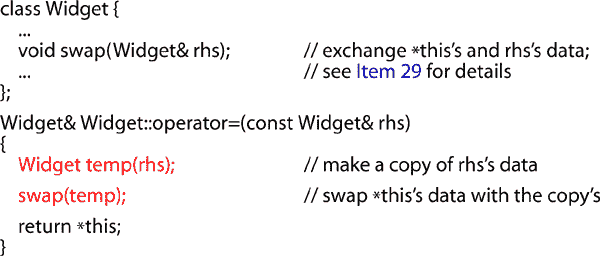 class Widget {
...
void swap(Widget& rhs); // exchange *this's and rhs's data;
... // see Item 29 for details
};
Widget& Widget::operator=(const Widget& rhs)
{
Widget temp(rhs); // make a copy of rhs's data
swap(temp); // swap *this's data with the copy's
return *this;
}